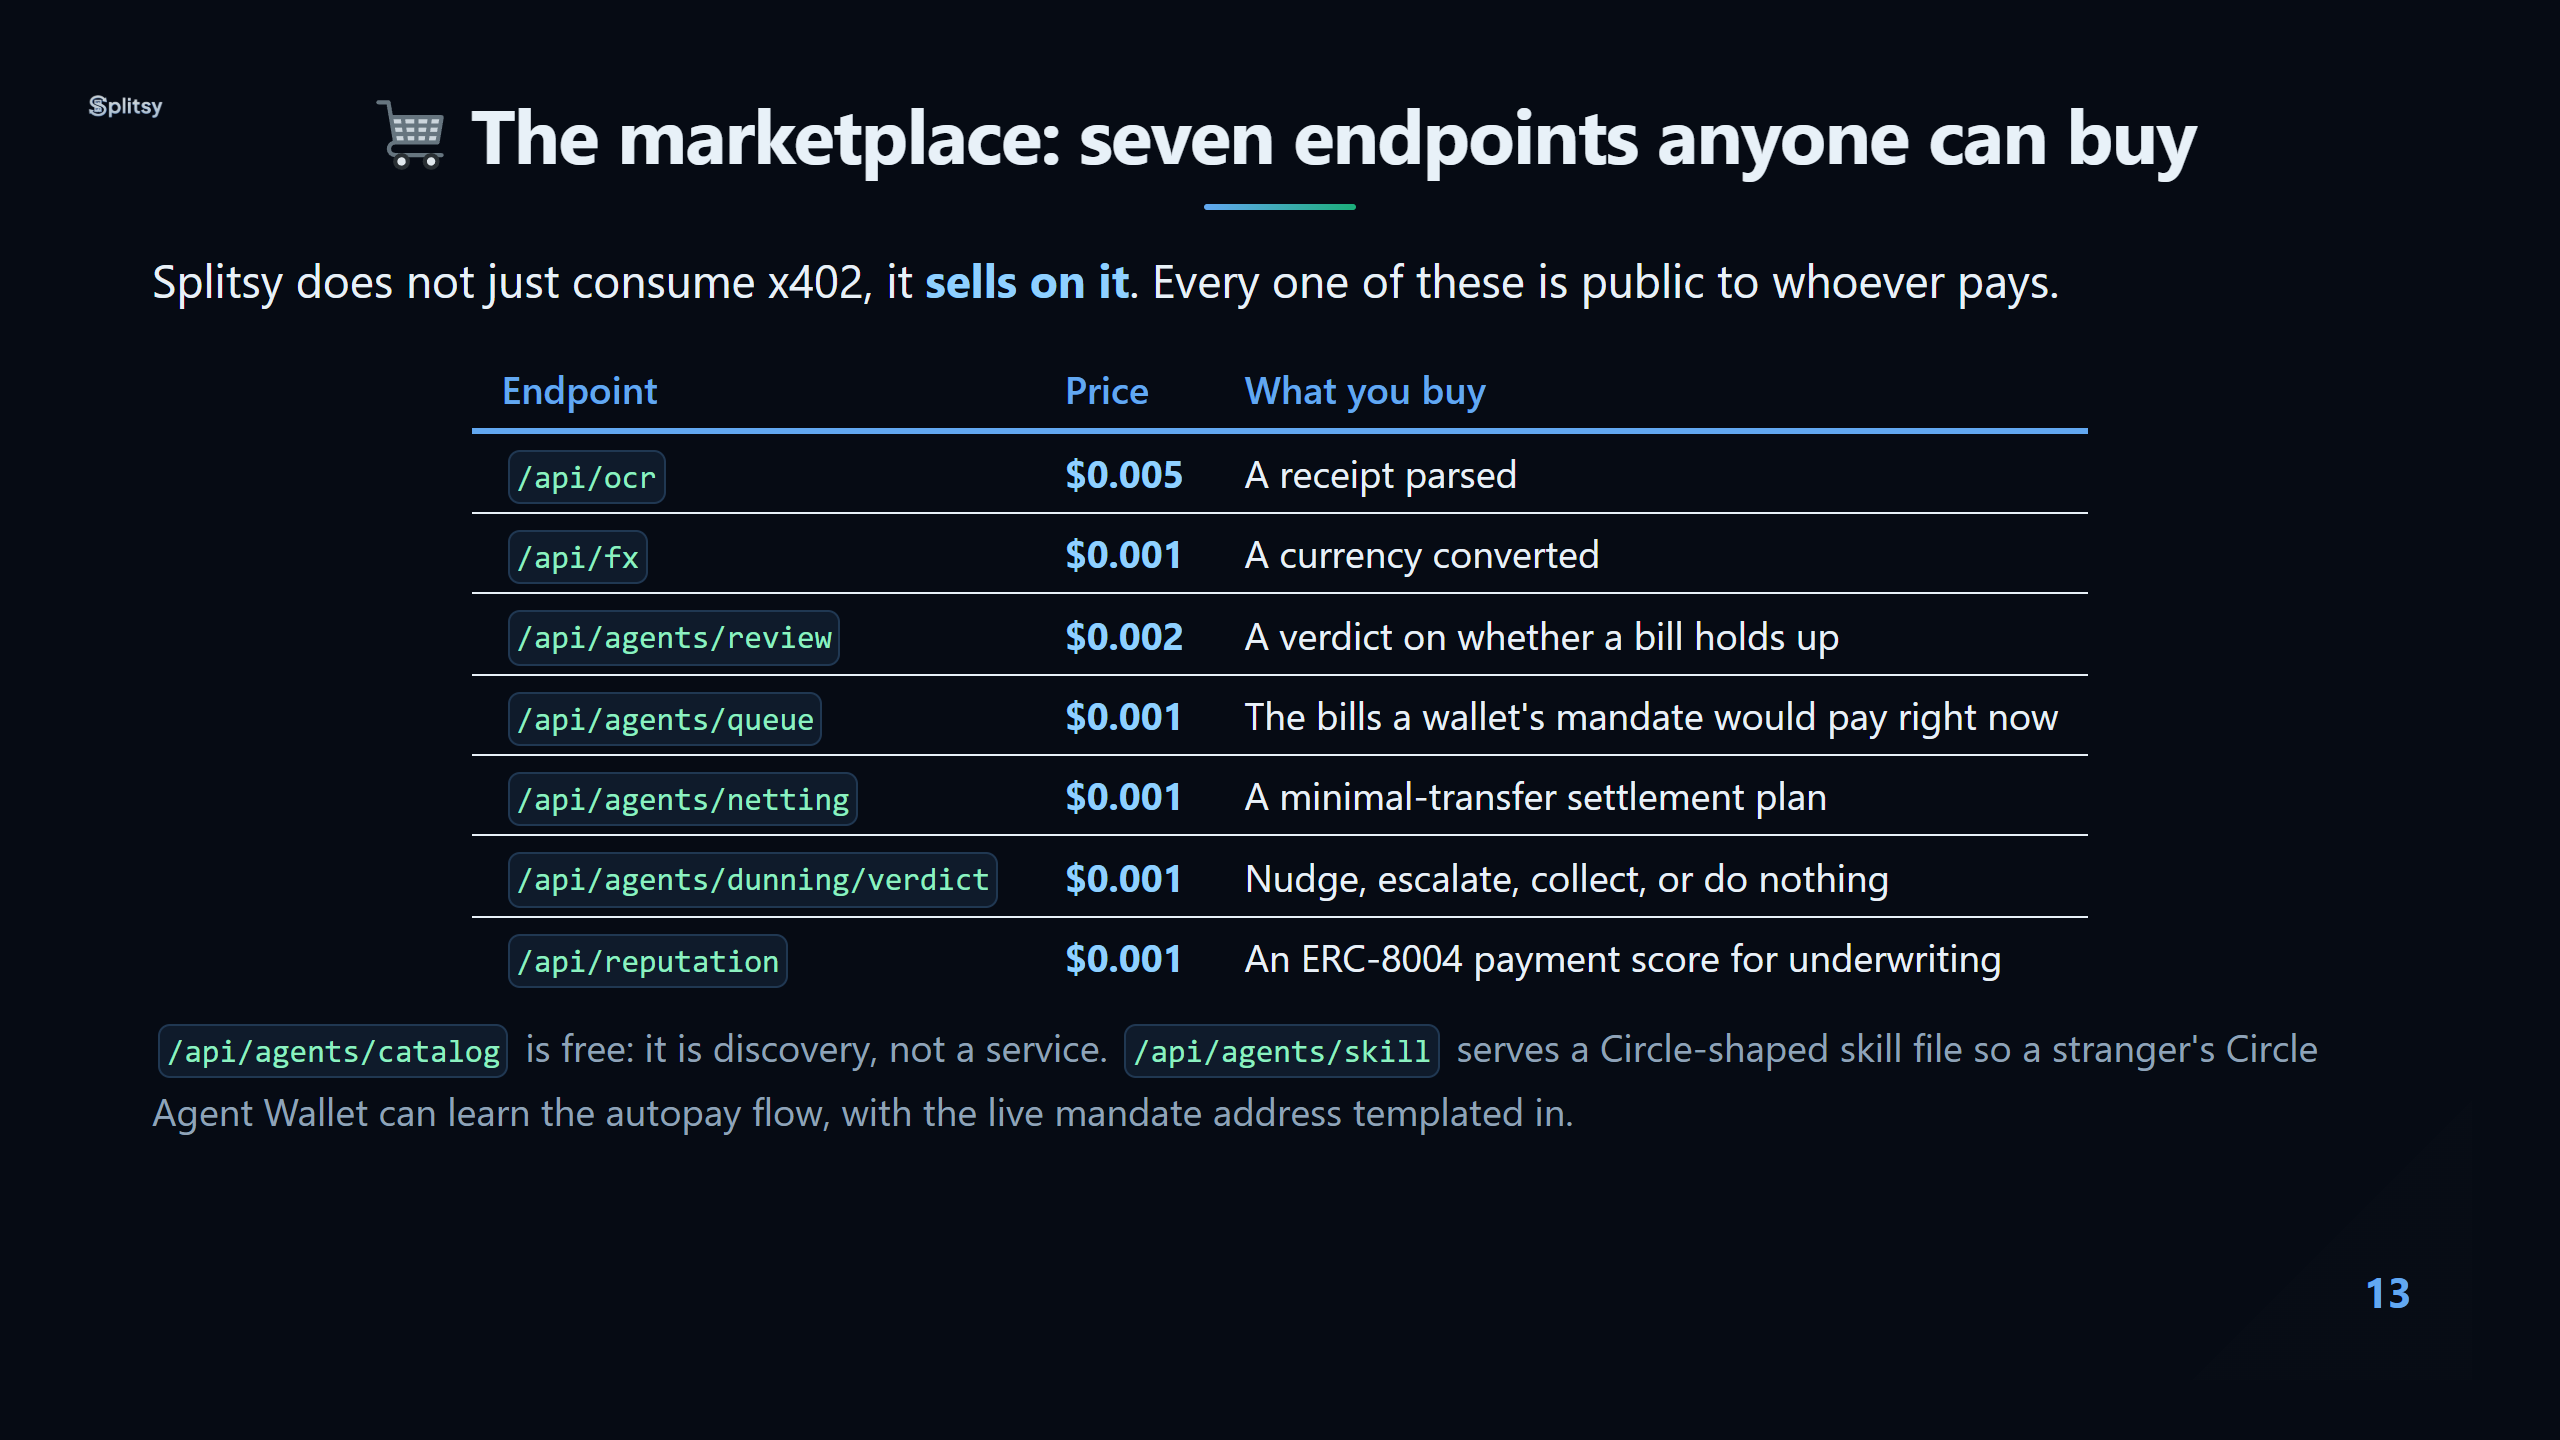 Splitsy
The marketplace: seven endpoints anyone can buy
Splitsy does not just consume x402, it sells on it. Every one of these is public to whoever pays.
Endpoint Price What you buy
/api/ocr $0.005 A receipt parsed
/api/fx $0.001 A currency converted
/api/agents/review $0.002 A verdict on whether a bill holds up
/api/agents/queue $0.001 The bills a wallet's mandate would pay right now
/api/agents/netting $0.001 A minimal-transfer settlement plan
/api/agents/dunning/verdict $0.001 Nudge, escalate, collect, or do nothing
/api/reputation $0.001 An ERC-8004 payment score for underwriting
/api/agents/catalog is free: it is discovery, not a service. /api/agents/skill serves a Circle-shaped skill file so a stranger's Circle
Agent Wallet can learn the autopay flow, with the live mandate address templated in.
13